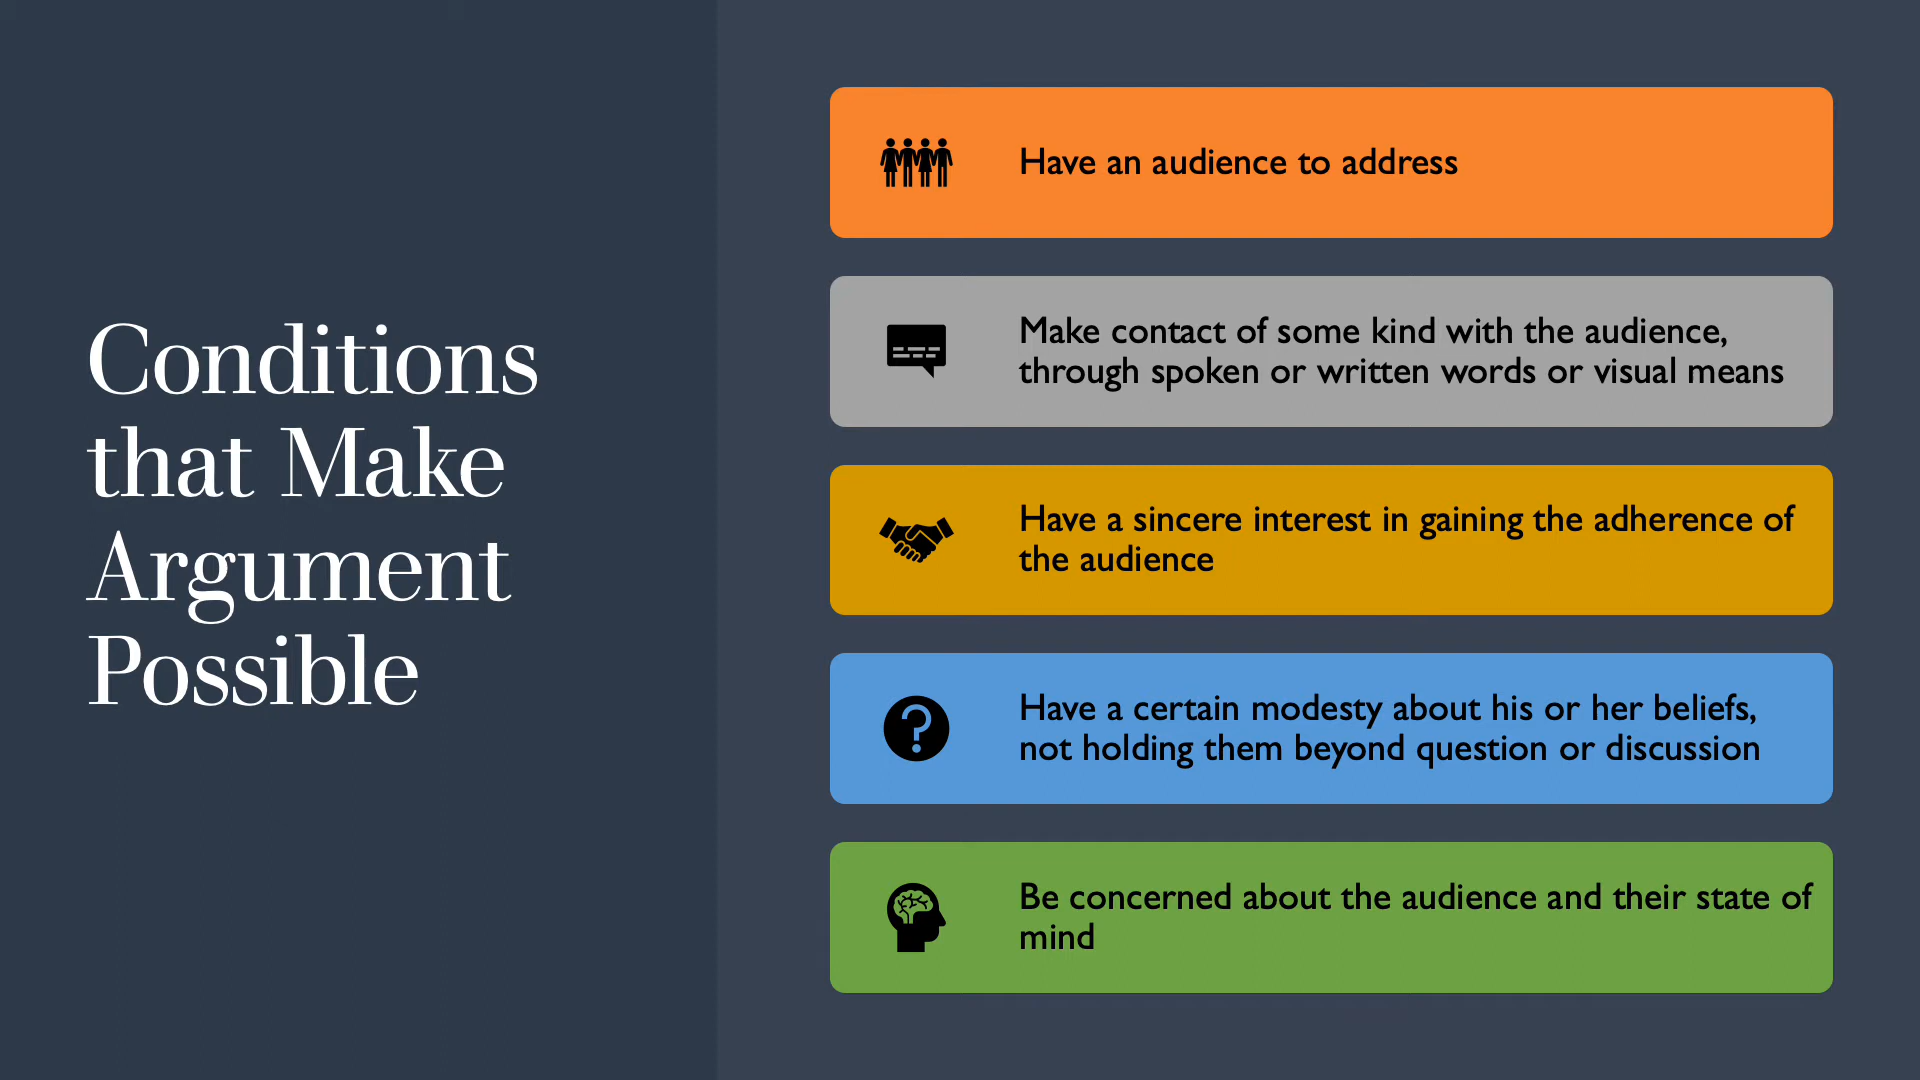 Conditions
that Make
Argument
Possible
Have an audience to address
Make contact of some kind with the audience,
through spoken or written words or visual means
Have a sincere interest in gaining the adherence of
the audience
Have a certain modesty about his or her beliefs,
not holding them beyond question or discussion
Be concerned about the audience and their state of
mind